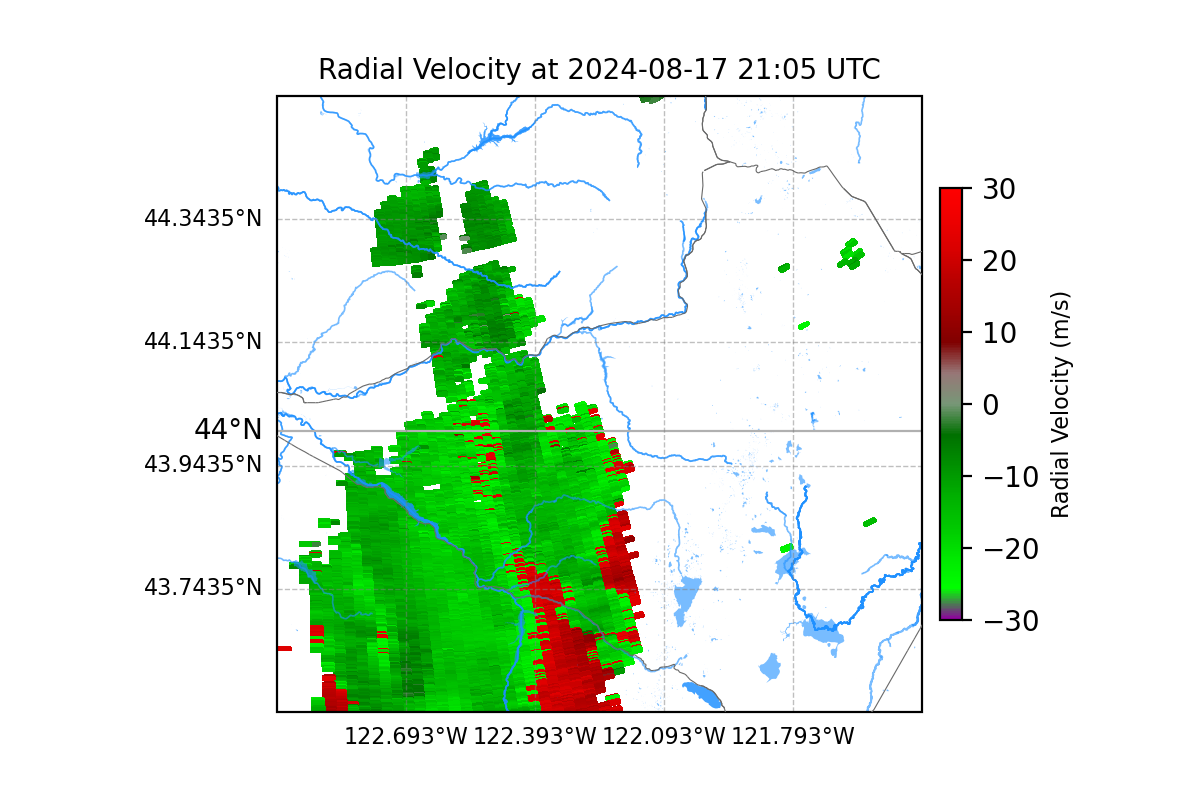 Radial Velocity at 2024-08-17 21:05 UTC
44.3435°N
44.1435°N
44°N
43.9435°N
43.7435°N
122.693°W 122.393°W 122.093°W 121.793°W
30
20
10
0
−10
−20
−30
Radial Velocity (m/s)